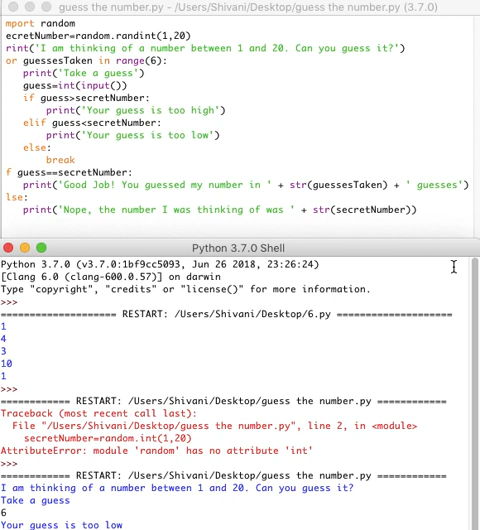 guess the number.py - /Users/Shivani/Desktop/guess the number.py (3.7.0)
mport random
ecretNumber=random.randint(1,20)
rint('I am thinking of a number between 1 and 20. Can you guess it?')
or guessesTaken in range(6):
    print('Take a guess')
    guess=int(input())
    if guess>secretNumber:
        print('Your guess is too high')
    elif guess<secretNumber:
        print('Your guess is too low')
    else:
        break
f guess==secretNumber:
    print('Good Job! You guessed my number in ' + str(guessesTaken) + ' guesses')
lse:
    print('Nope, the number I was thinking of was ' + str(secretNumber))
Python 3.7.0 Shell
Python 3.7.0 (v3.7.0:1bf9cc5093, Jun 26 2018, 23:26:24)
[Clang 6.0 (clang-600.0.57)] on darwin
Type "copyright", "credits" or "license()" for more information.
>>>
==================== RESTART: /Users/Shivani/Desktop/6.py ====================
1
4
3
10
1
>>>
============ RESTART: /Users/Shivani/Desktop/guess the number.py ============
Traceback (most recent call last):
  File "/Users/Shivani/Desktop/guess the number.py", line 2, in <module>
    secretNumber=random.int(1,20)
AttributeError: module 'random' has no attribute 'int'
>>>
============ RESTART: /Users/Shivani/Desktop/guess the number.py ============
I am thinking of a number between 1 and 20. Can you guess it?
Take a guess
6
Your guess is too low